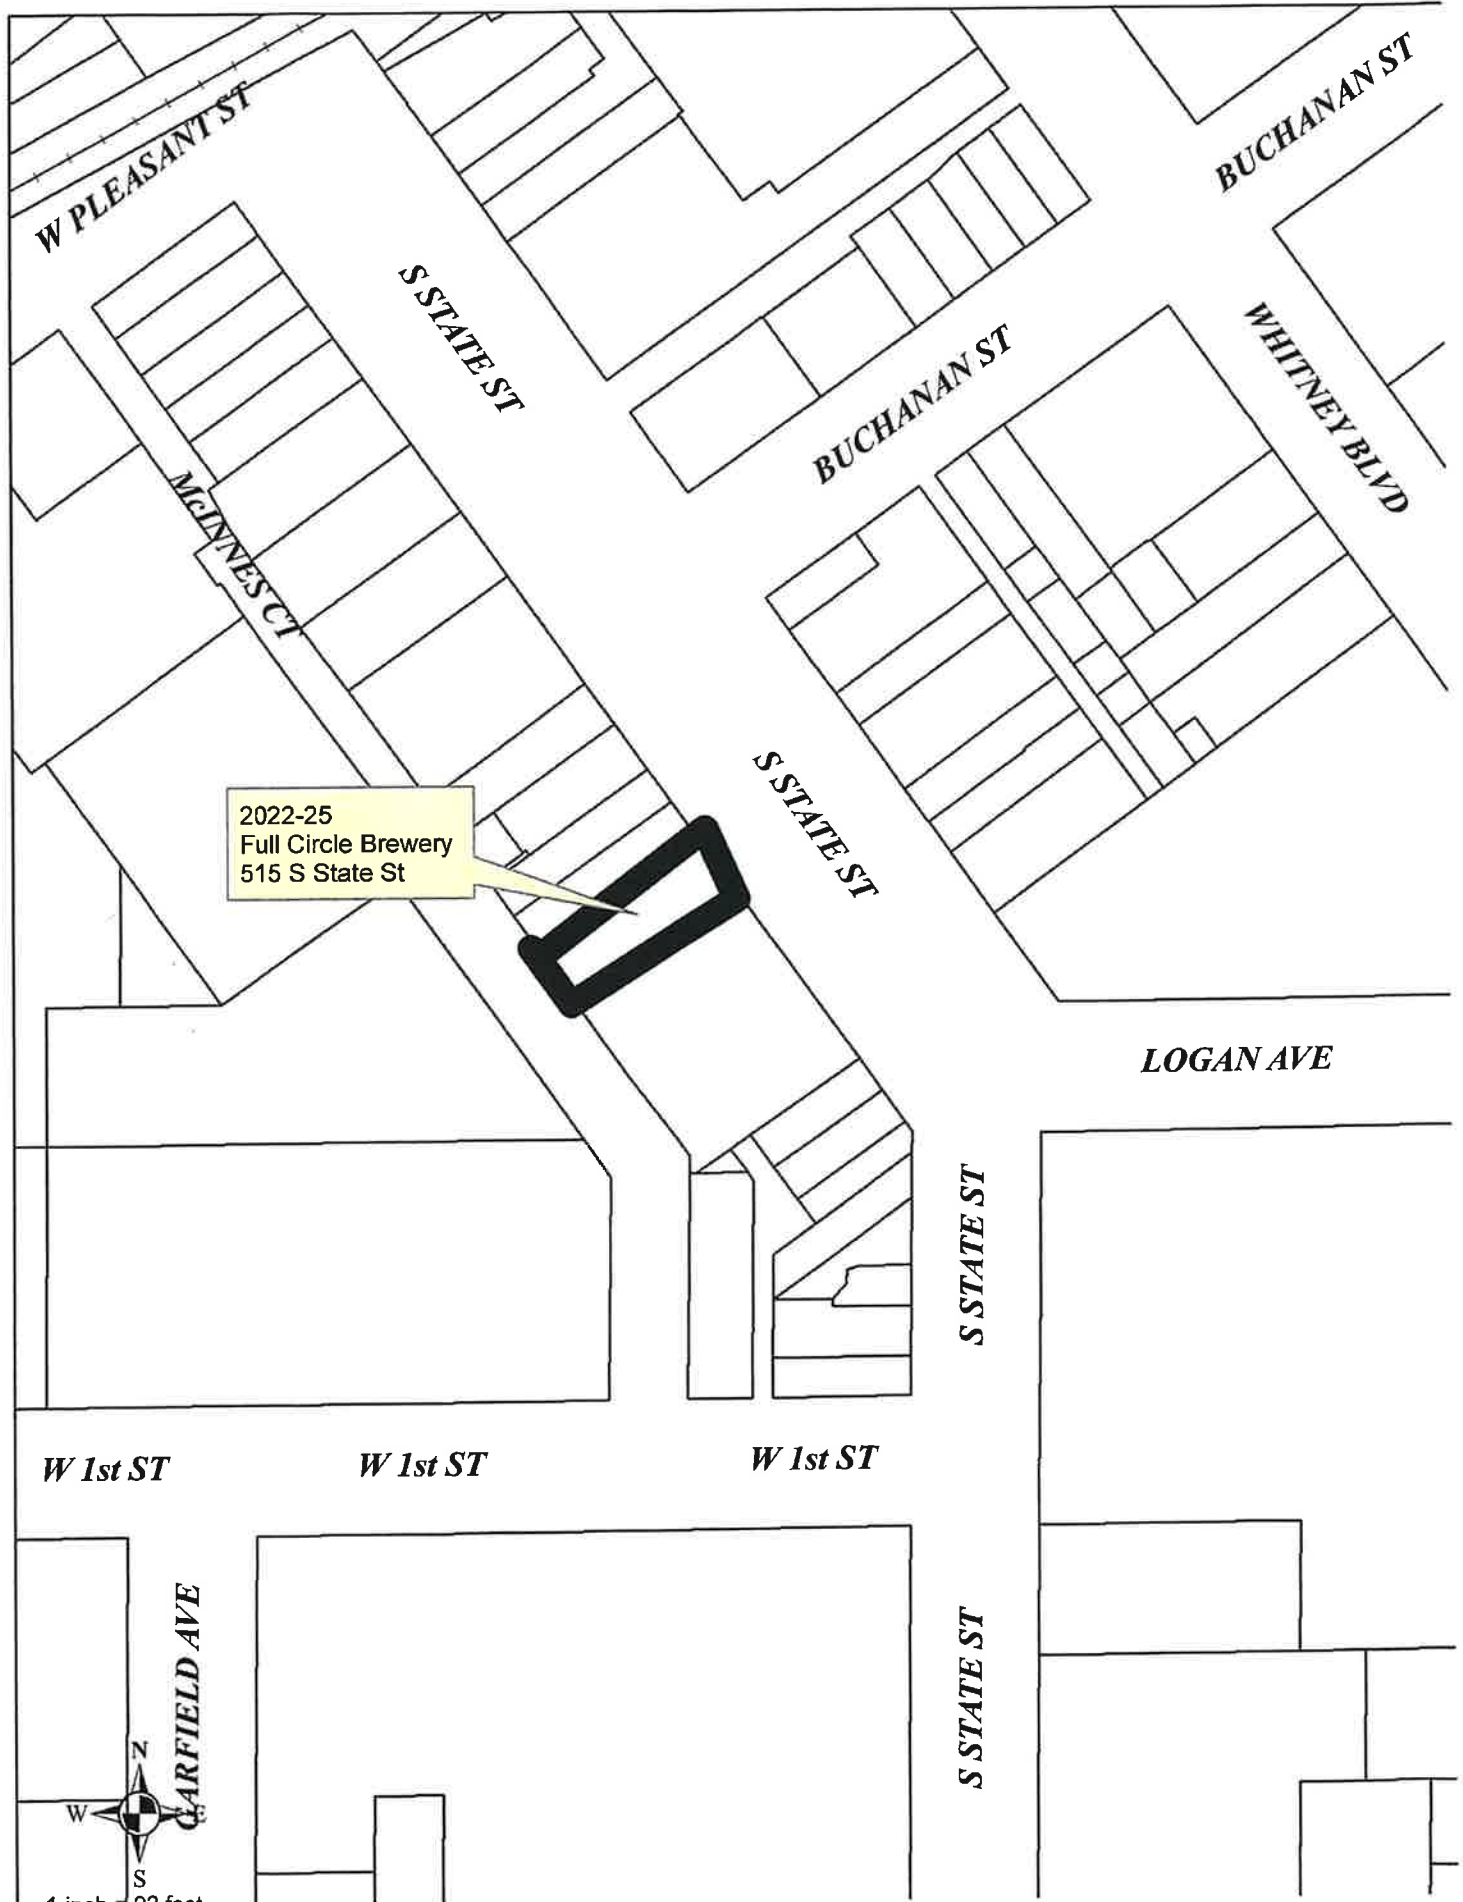 W PLEASANT ST
BUCHANAN ST
S STATE ST
BUCHANAN ST
WHITNEY BLVD
McINNES CT
S STATE ST
2022-25
Full Circle Brewery
515 S State St
LOGAN AVE
S STATE ST
W 1st ST
W 1st ST
W 1st ST
GARFIELD AVE
S STATE ST
N
W
E
S